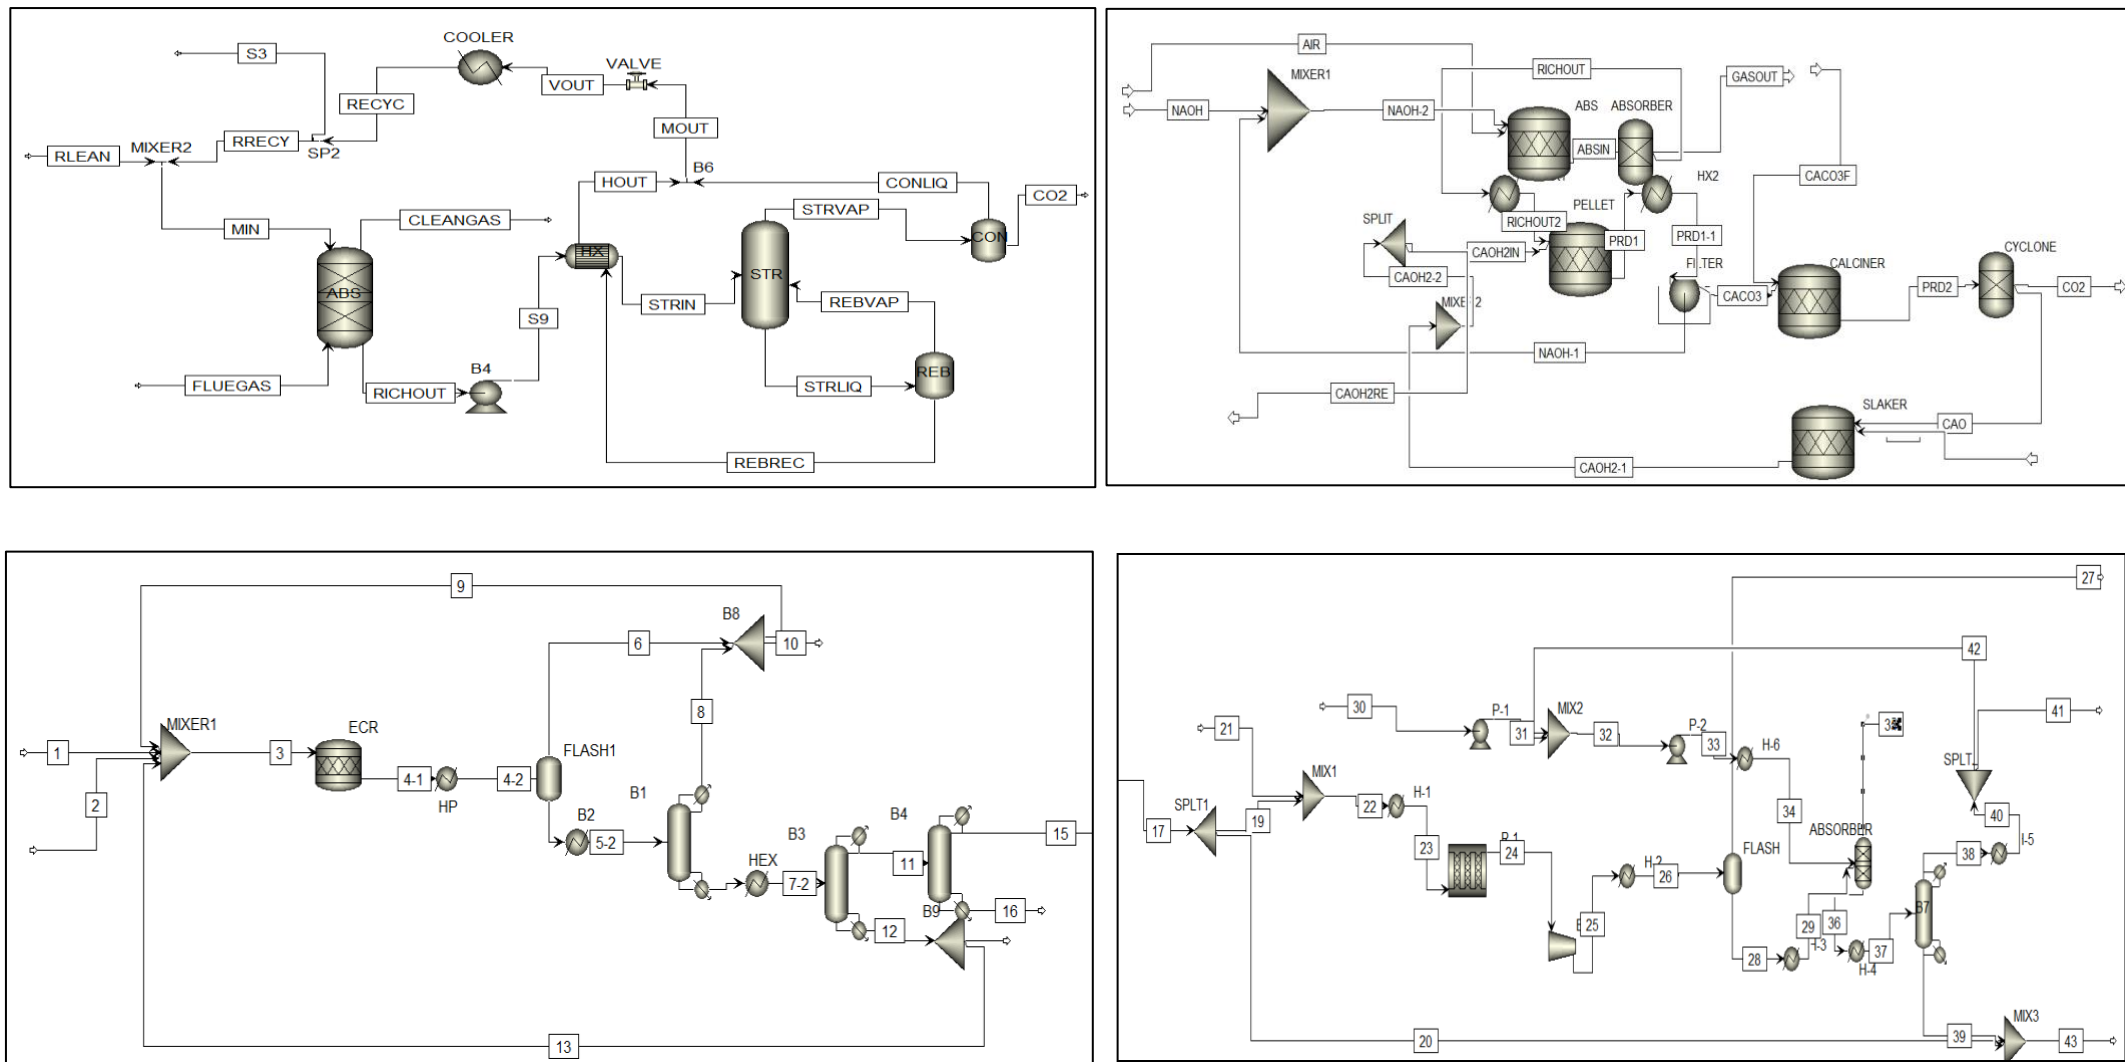 COOLER
S3
VALVE
VOUT
RECYC
MOUT
RRECY
MIXER2
SP2
RLEAN
B6
HOUT
CONLIQ
CO2
STRVAP
CLEANGAS
MIN
CON
HX
STR
ABS
STRIN
REBVAP
S9
B4
REB
FLUEGAS
RICHOUT
STRLIQ
REBREC
AIR
RICHOUT
MIXER1
GASOUT
NAOH
NAOH-2
ABS
ABSORBER
ABSIN
HX2
CACO3F
PELLET
SPLIT
RICHOUT2
PRD1
PRD1-1
CAOH2IN
CYCLONE
CAOH2-2
CALCINER
CACO3
PRD2
CO2
NAOH-1
CAOH2RE
SLAKER
CAO
CAOH2-1
9
B8
6
10
MIXER1
8
ECR
1
3
FLASH1
4-1
4-2
HP
2
B1
B2
5-2
B3
B4
15
HEX
7-2
11
B9
16
12
13
27
42
30
P-1
MIX2
41
21
31
32
P-2
33
H-6
MIX1
SPLT1
H-1
34
17
19
22
40
ABSORBER
23
24
FLASH
38
26
B7
25
29
36
28
H-3
37
H-4
MIX3
20
39
43